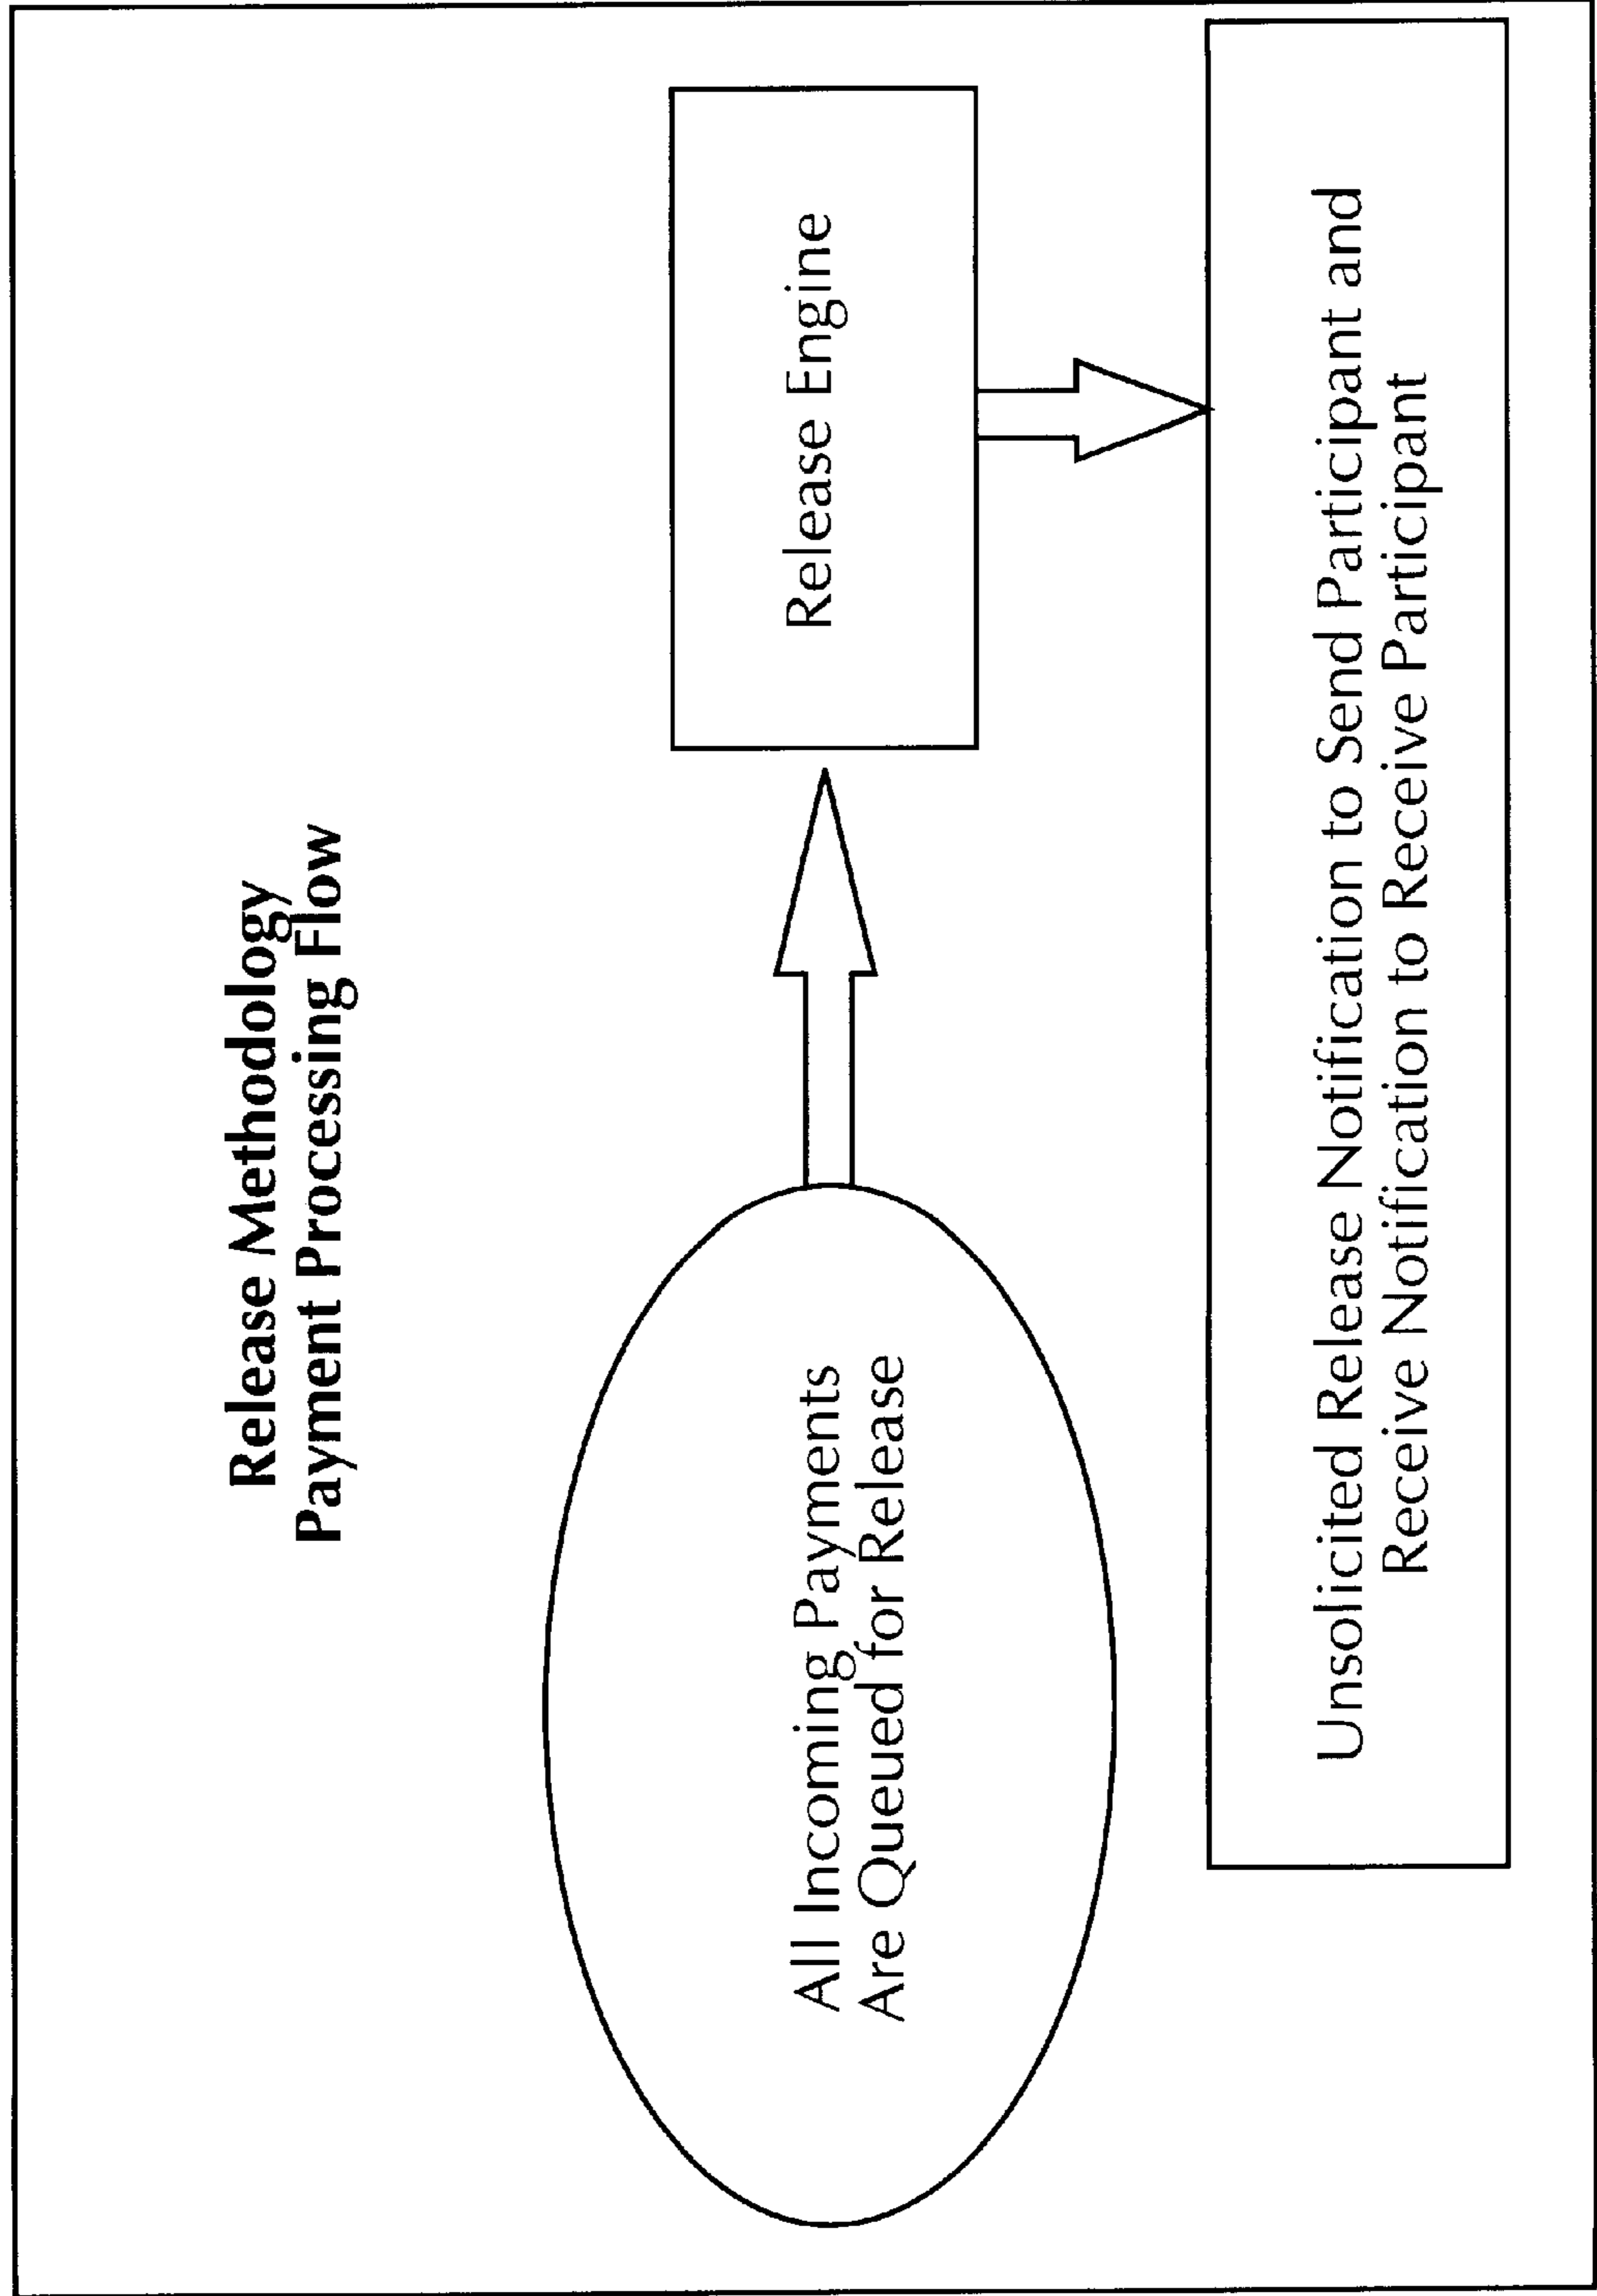 Release Methodology
Payment Processing Flow
All Incoming Payments
Are Queued for Release
Release Engine
Unsolicited Release Notification to Send Participant and
Receive Notification to Receive Participant